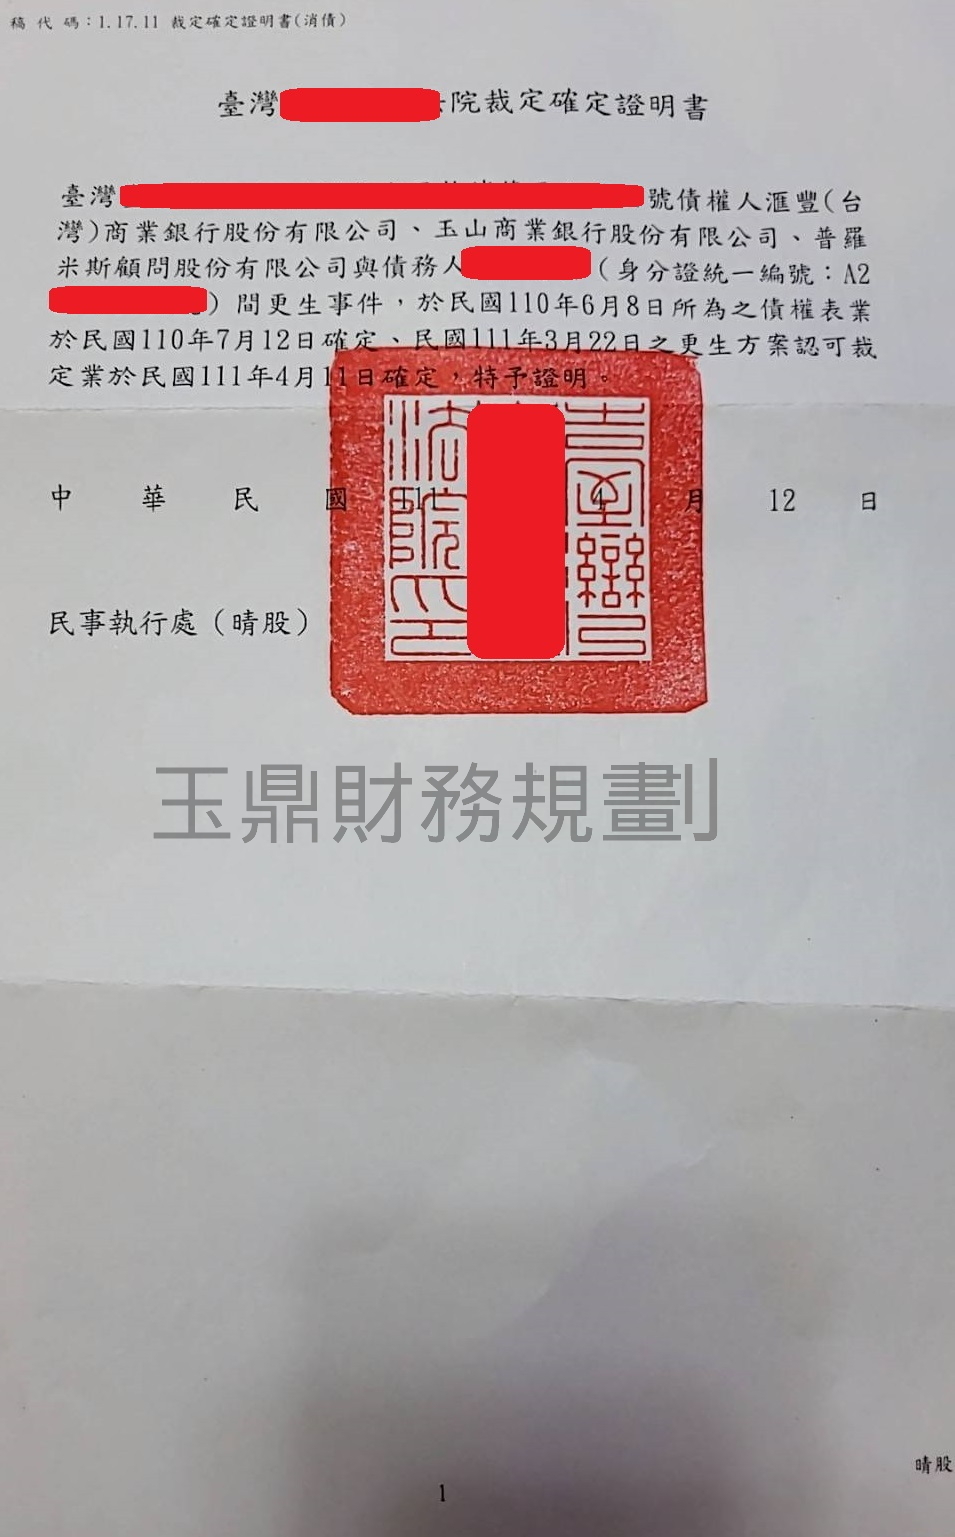 稿 代 碼：1.17.11 裁定確定證明書(消債)
臺灣 院裁定確定證明書
臺灣 號債權人滙豐(台
灣)商業銀行股份有限公司、玉山商業銀行股份有限公司、普羅
米斯顧問股份有限公司與債務人 （身分證統一編號：A2
）間更生事件，於民國110年6月8日所為之債權表業
於民國110年7月12日確定、民國111年3月22日之更生方案認可裁
定業於民國111年4月11日確定，特予證明。
中 華 民 國 111 4 月 12 日
臺灣
法院印
民事執行處（晴股）
玉鼎財務規劃
晴股
1